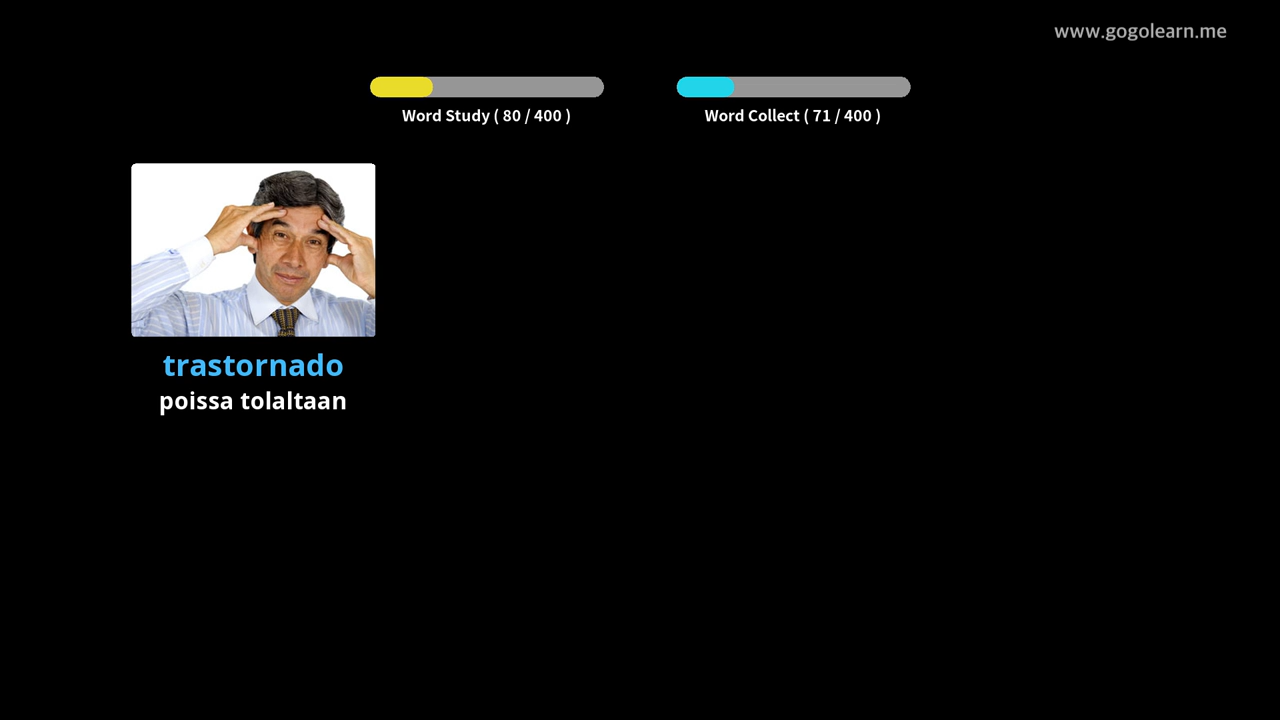 www.gogolearn.me
Word Study ( 80 / 400 )
Word Collect ( 71 / 400 )
trastornado
poissa tolaltaan